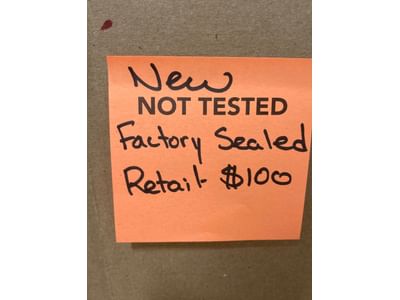 New
NOT TESTED
Factory Sealed
Retail $100